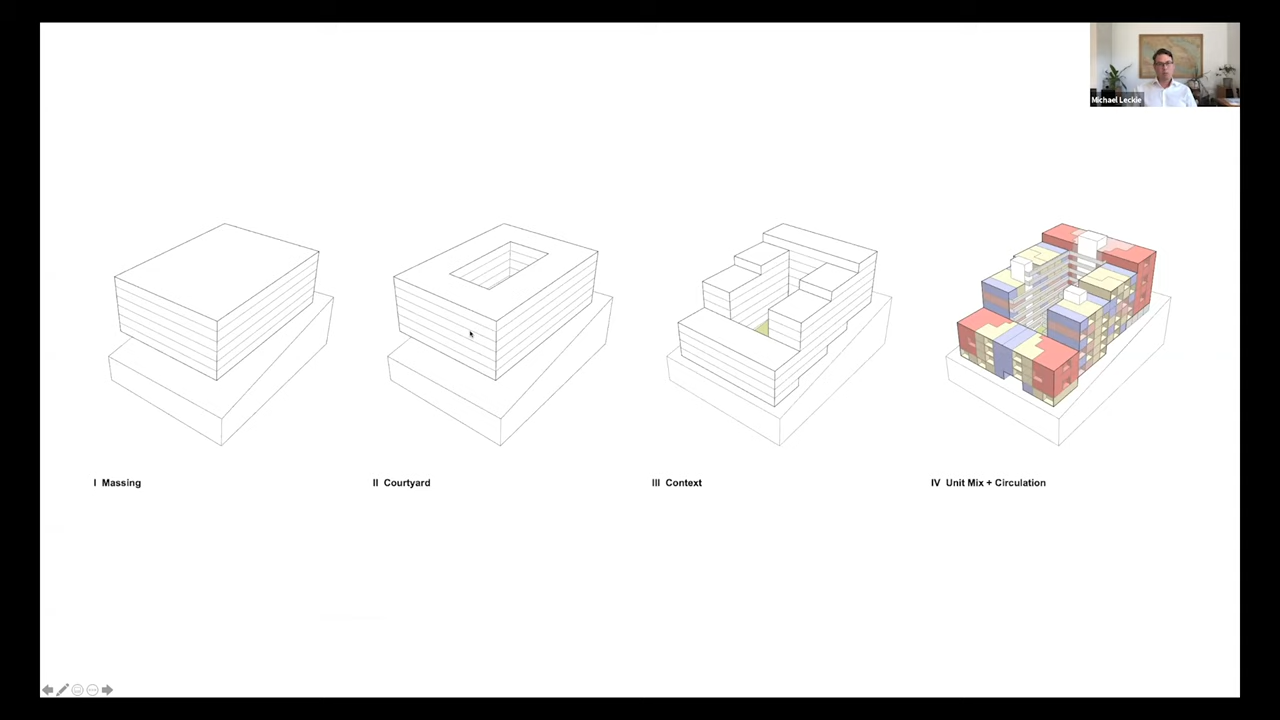 Michael Leckie
I Massing
II Courtyard
III Context
IV Unit Mix + Circulation